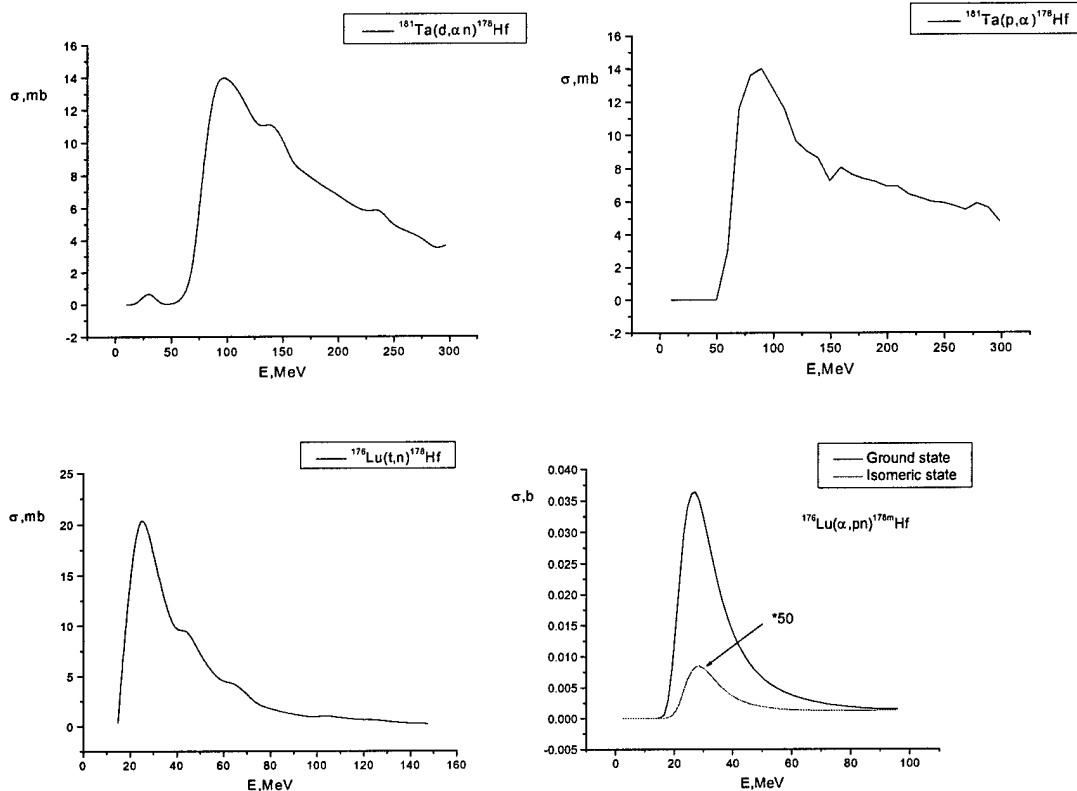 ¹⁸¹Ta(d,αn)¹⁷⁸Hf
σ,mb
16
14
12
10
8
6
4
2
0
-2
0 50 100 150 200 250 300
E,MeV
¹⁸¹Ta(p,α)¹⁷⁸Hf
σ,mb
16
14
12
10
8
6
4
2
0
-2
0 50 100 150 200 250 300
E,MeV
¹⁷⁶Lu(t,n)¹⁷⁸Hf
σ,mb
25
20
15
10
5
0
0 20 40 60 80 100 120 140 160
E,MeV
Ground state
Isomeric state
σ,b
¹⁷⁶Lu(α,pn)¹⁷⁸ᵐHf
*50
0.040
0.035
0.030
0.025
0.020
0.015
0.010
0.005
0.000
-0.005
0 20 40 60 80 100
E,MeV